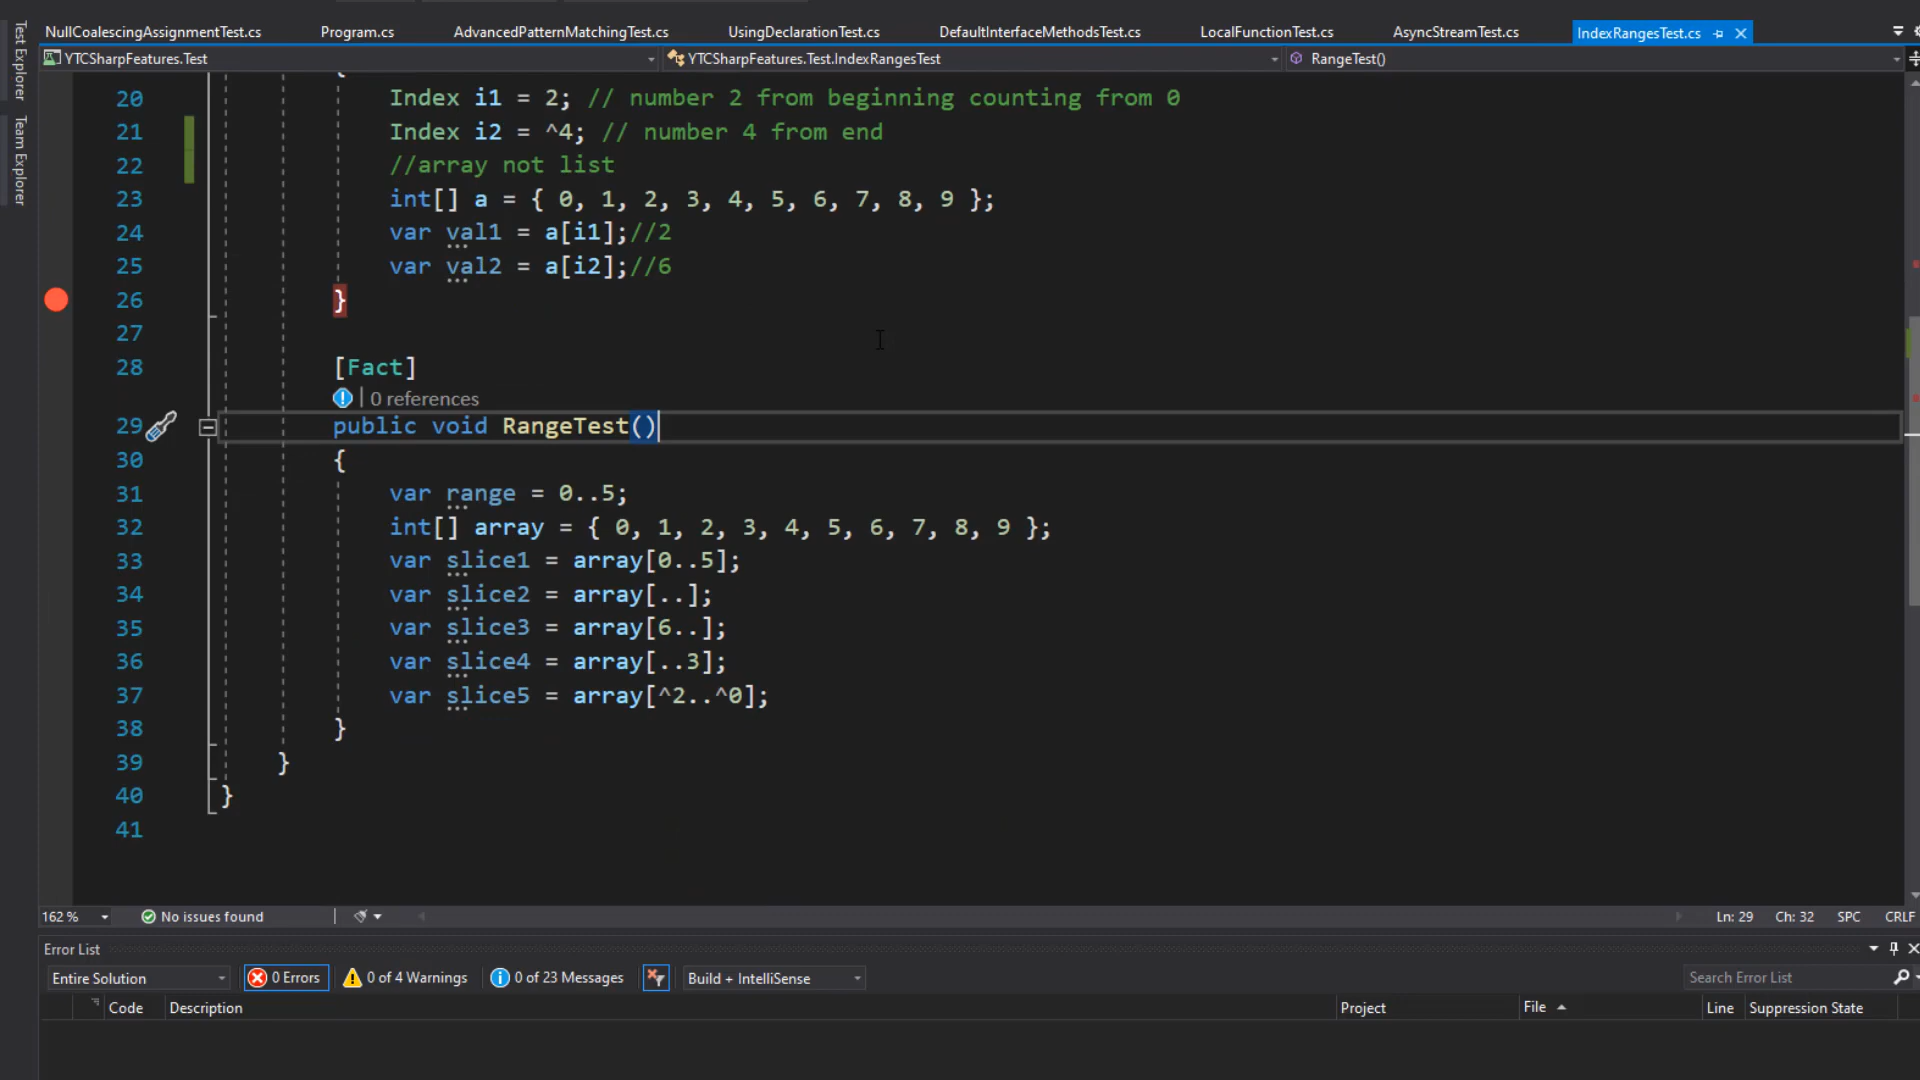 NullCoalescingAssignmentTest.cs Program.cs AdvancedPatternMatchingTest.cs UsingDeclarationTest.cs DefaultInterfaceMethodsTest.cs LocalFunctionTest.cs AsyncStreamTest.cs IndexRangesTest.cs
Test Explorer
Team Explorer
YTCSharpFeatures.Test YTCSharpFeatures.Test.IndexRangesTest RangeTest()
{
20 Index i1 = 2; // number 2 from beginning counting from 0
21 Index i2 = ^4; // number 4 from end
22 //array not list
23 int[] a = { 0, 1, 2, 3, 4, 5, 6, 7, 8, 9 };
24 var val1 = a[i1];//2
25 var val2 = a[i2];//6
26 }
27
28 [Fact]
0 references
29 public void RangeTest()
30 {
31 var range = 0..5;
32 int[] array = { 0, 1, 2, 3, 4, 5, 6, 7, 8, 9 };
33 var slice1 = array[0..5];
34 var slice2 = array[..];
35 var slice3 = array[6..];
36 var slice4 = array[..3];
37 var slice5 = array[^2..^0];
38 }
39 }
40 }
41
162 % No issues found Ln: 29 Ch: 32 SPC CRLF
Error List
Entire Solution 0 Errors 0 of 4 Warnings 0 of 23 Messages Build + IntelliSense Search Error List
Code Description Project File Line Suppression State